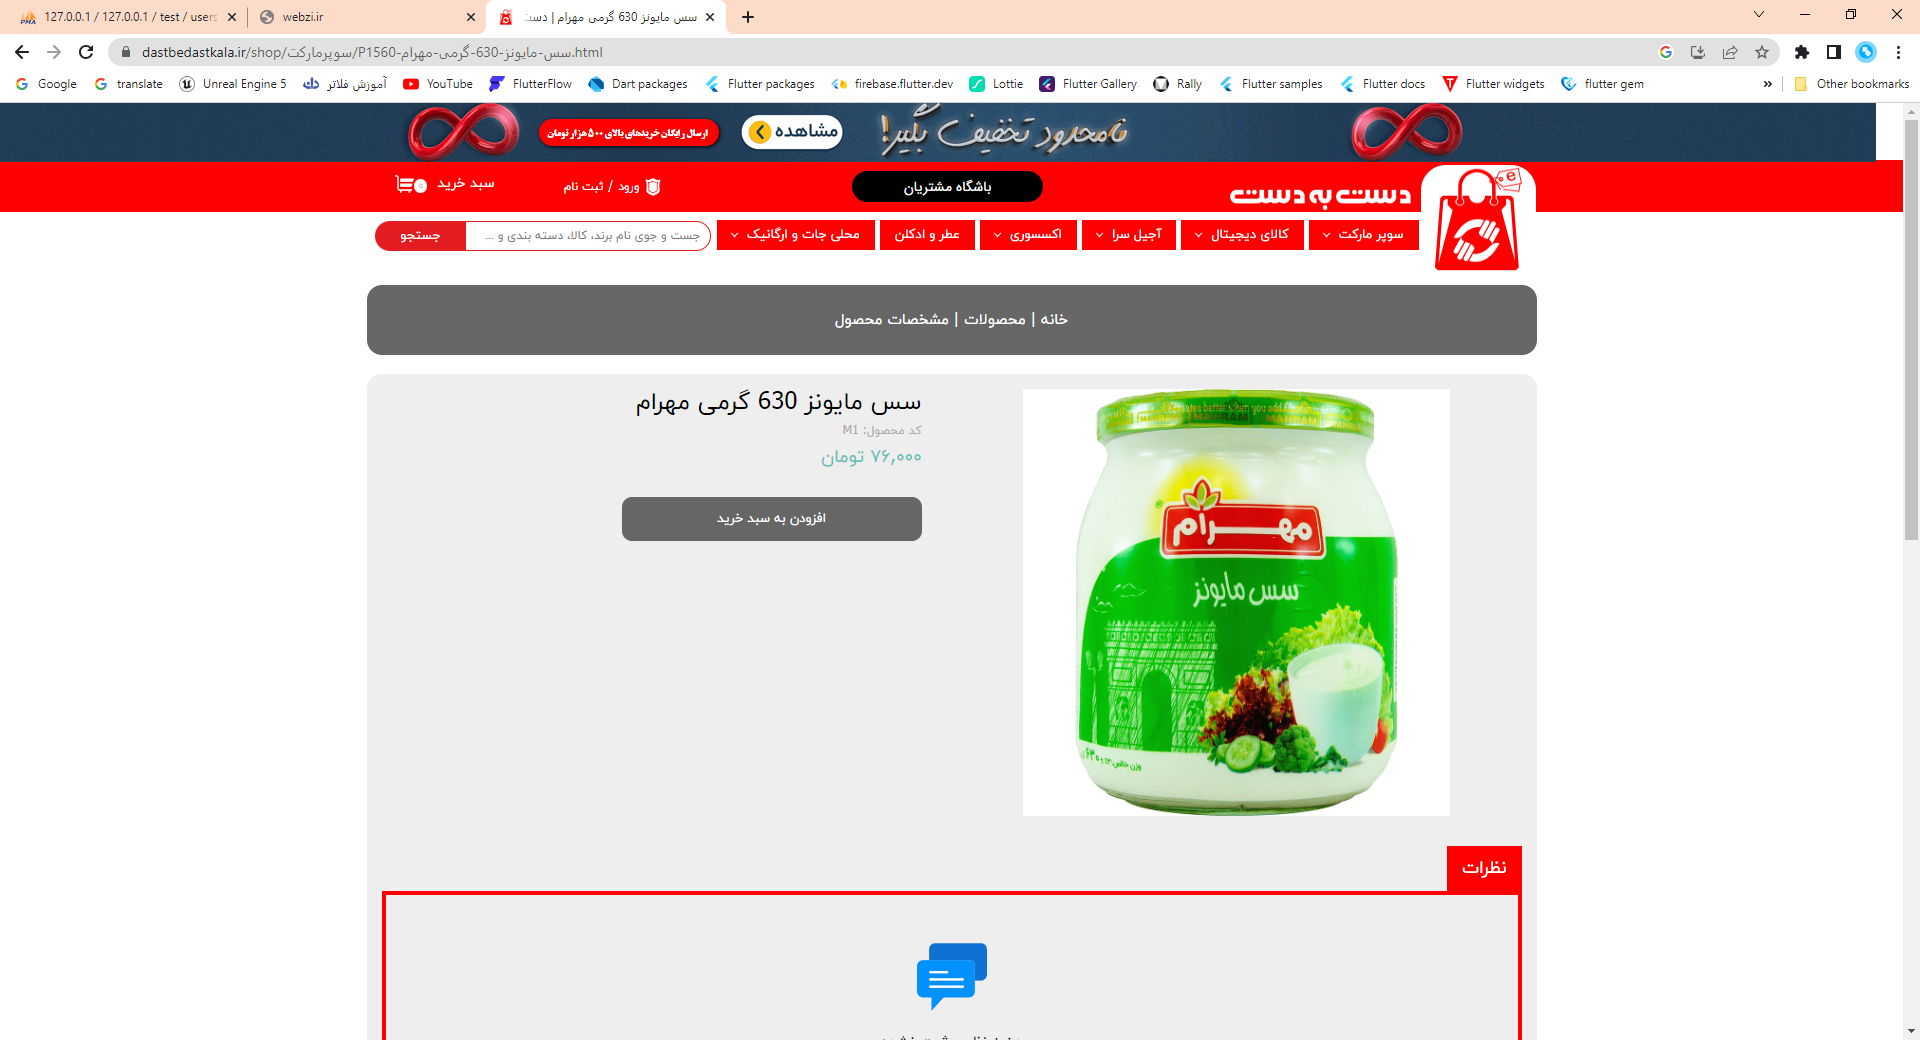 127.0.0.1 / 127.0.0.1 / test / users
webzi.ir
سس مایونز 630 گرمی مهرام | دست
dastbedastkala.ir/shop/سوپرمارکت/P1560-سس-مایونز-630-گرمی-مهرام.html
Google
translate
Unreal Engine 5
آموزش فلاتر
YouTube
FlutterFlow
Dart packages
Flutter packages
firebase.flutter.dev
Lottie
Flutter Gallery
Rally
Flutter samples
Flutter docs
Flutter widgets
flutter gem
»
Other bookmarks
نامحدود تخفیف بگیر!
مشاهده
ارسال رایگان خریدهای بالای ۵۰۰ هزار تومان
دست به دست
باشگاه مشتریان
ورود / ثبت نام
سبد خرید
۰
سوپر مارکت
کالای دیجیتال
آجیل سرا
اکسسوری
عطر و ادکلن
محلی جات و ارگانیک
جست و جوی نام برند، کالا، دسته بندی و ...
جستجو
خانه | محصولات | مشخصات محصول
سس مایونز 630 گرمی مهرام
کد محصول: M1
۷۶,۰۰۰ تومان
افزودن به سبد خرید
MAHRAM
مهرام
سس مایونز
نظرات